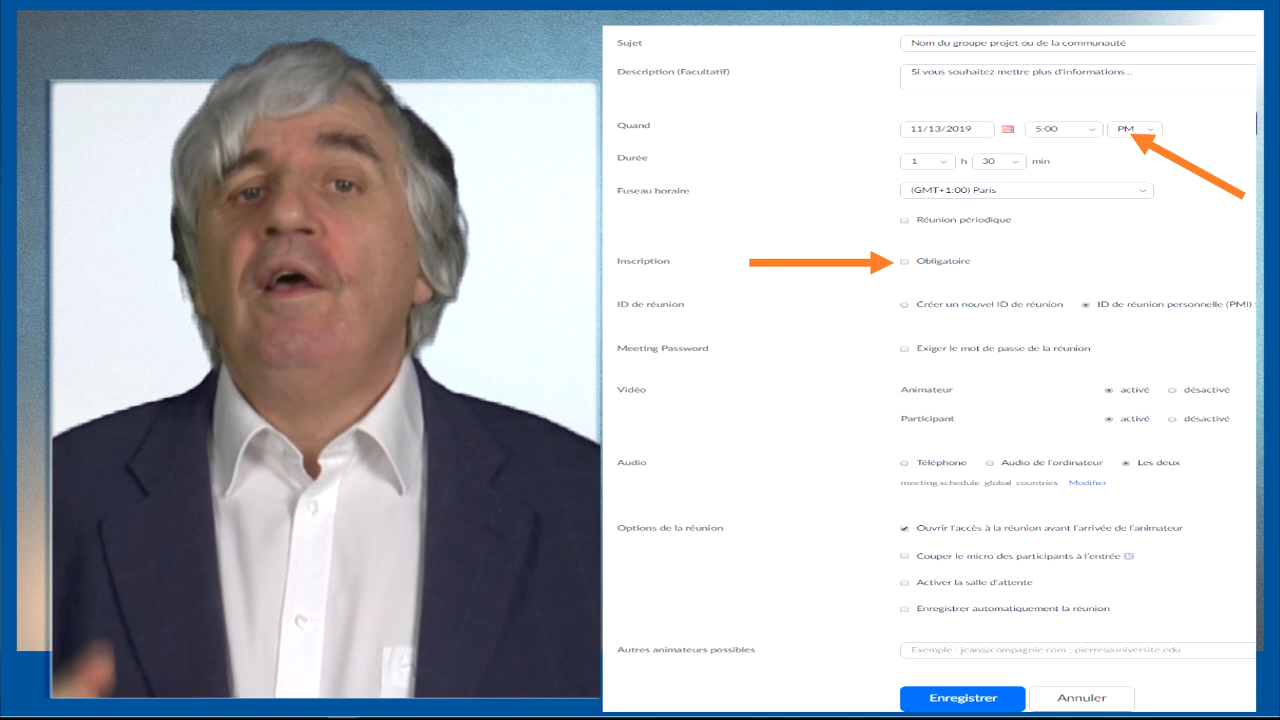 Sujet Nom du groupe projet ou de la communauté
Description (Facultatif) Si vous souhaitez mettre plus d'informations...
Quand 11/13/2019 5:00 PM
Durée 1 h 30 min
Fuseau horaire (GMT+1:00) Paris
Réunion périodique
Inscription Obligatoire
ID de réunion Créer un nouvel ID de réunion ID de réunion personnelle (PMI)
Meeting Password Exiger le mot de passe de la réunion
Vidéo Animateur activé désactivé
Participant activé désactivé
Audio Téléphone Audio de l'ordinateur Les deux
meeting.schedule_global_countries Modifier
Options de la réunion Ouvrir l'accès à la réunion avant l'arrivée de l'animateur
Couper le micro des participants à l'entrée
Activer la salle d'attente
Enregistrer automatiquement la réunion
Autres animateurs possibles Exemple : jean@compagnie.com ; pierre@universite.edu
Enregistrer Annuler